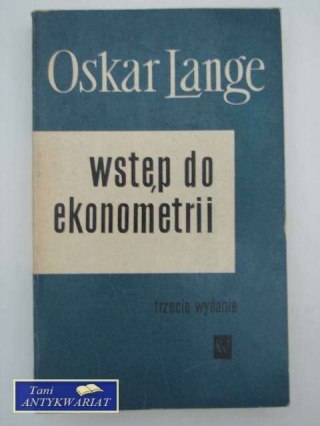 Oskar Lange
wstęp do
ekonometrii
trzecie wydanie
Tani
ANTYKWARIAT